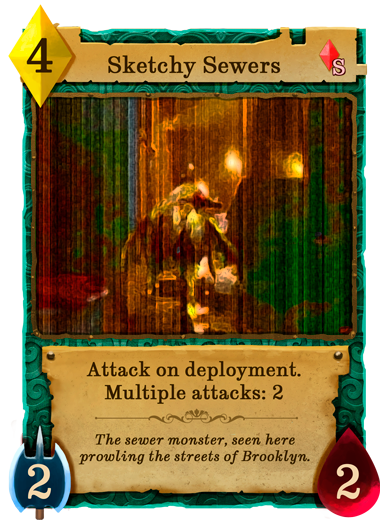 4
Sketchy Sewers
S
Attack on deployment.
Multiple attacks: 2
The sewer monster, seen here
prowling the streets of Brooklyn.
2
2